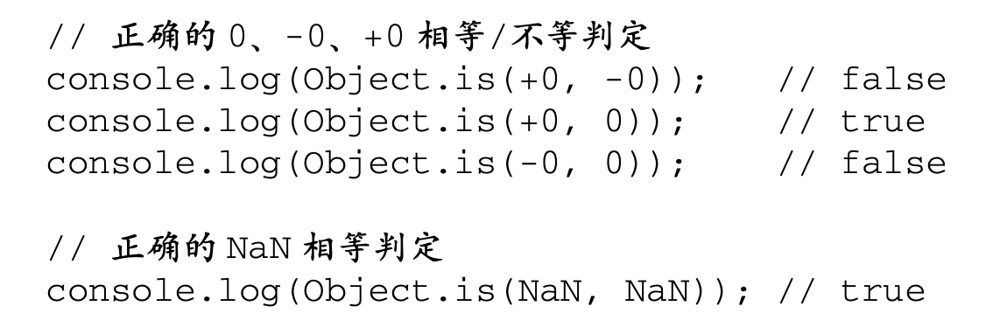 // 正确的 0、-0、+0 相等/不等判定
console.log(Object.is(+0, -0));   // false
console.log(Object.is(+0, 0));    // true
console.log(Object.is(-0, 0));    // false
// 正确的 NaN 相等判定
console.log(Object.is(NaN, NaN)); // true